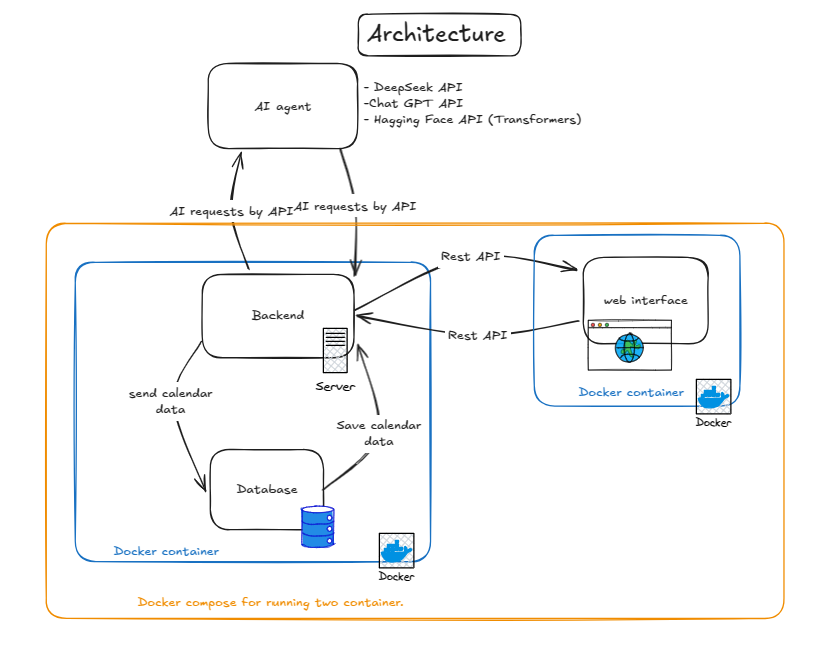 Architecture
AI agent
- DeepSeek API
-Chat GPT API
- Hagging Face API (Transformers)
AI requests by API
AI requests by API
Rest API
web interface
Backend
Rest API
Server
send calendar
data
Docker container
Docker
Save calendar
data
Database
Docker container
Docker
Docker compose for running two container.